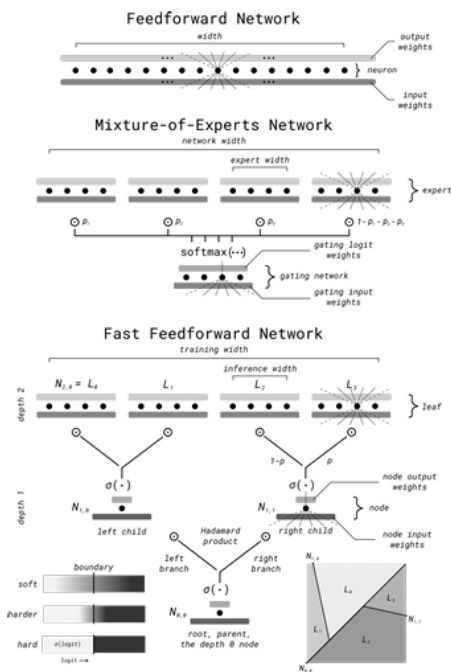 Feedforward Network
width
output
weights
neuron
input
weights
Mixture-of-Experts Network
network width
expert width
expert
p₁
p₂
p₃
1-p₁-p₂-p₃
softmax(⋯)
gating logit
weights
gating network
gating input
weights
Fast Feedforward Network
training width
inference width
depth 2
N₂,₀ = L₀
L₁
L₂
L₃
leaf
1-p
p
σ(·)
σ(·)
node output
weights
depth 1
N₁,₀
N₁,₁
node
left child
right child
node input
weights
Hadamard
product
left
branch
right
branch
σ(·)
N₀,₀
root, parent,
the depth 0 node
boundary
soft
harder
hard
σ(logit)
logit →
N₁,₀
L₀
L₁
L₂
L₃
N₁,₁
N₀,₀